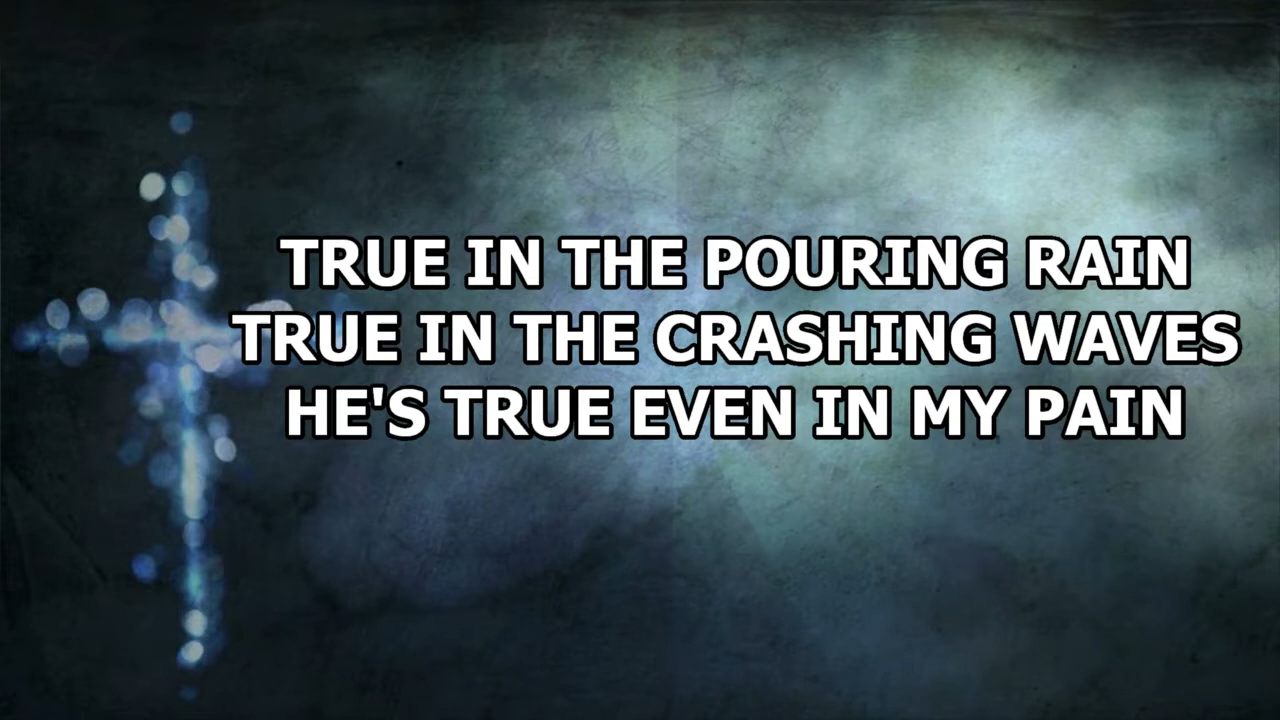 TRUE IN THE POURING RAIN
TRUE IN THE CRASHING WAVES
HE'S TRUE EVEN IN MY PAIN